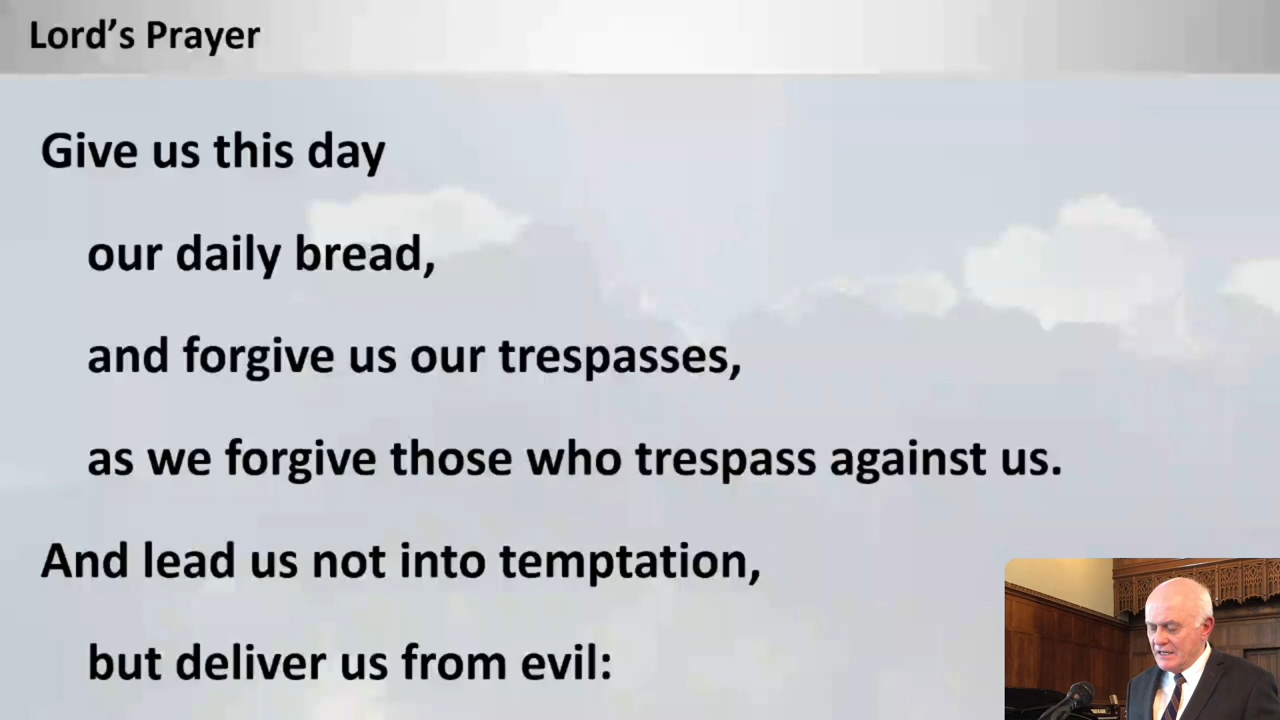 Lord’s Prayer
Give us this day
our daily bread,
and forgive us our trespasses,
as we forgive those who trespass against us.
And lead us not into temptation,
but deliver us from evil: